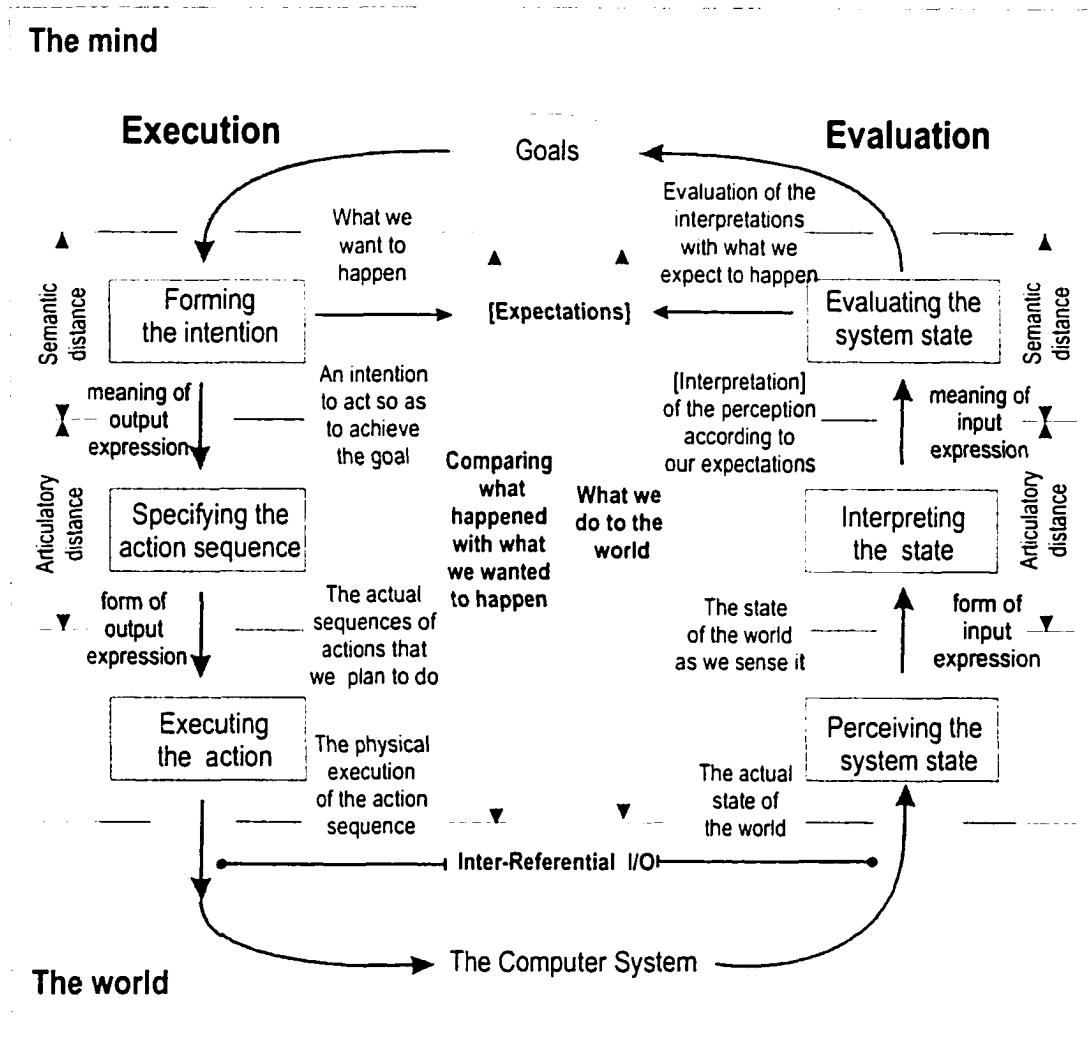 The mind
Execution
Goals
Evaluation
What we
want to
happen
Evaluation of the
interpretations
with what we
expect to happen
Semantic
distance
Forming
the intention
[Expectations]
Evaluating the
system state
Semantic
distance
meaning of
output
expression
An intention
to act so as
to achieve
the goal
[Interpretation]
of the perception
according to
our expectations
meaning of
input
expression
Articulatory
distance
Specifying the
action sequence
Comparing
what
happened
with what
we wanted
to happen
What we
do to the
world
Interpreting
the state
Articulatory
distance
form of
output
expression
The actual
sequences of
actions that
we plan to do
The state
of the world
as we sense it
form of
input
expression
Executing
the action
The physical
execution
of the action
sequence
The actual
state of
the world
Perceiving the
system state
Inter-Referential I/O
The Computer System
The world